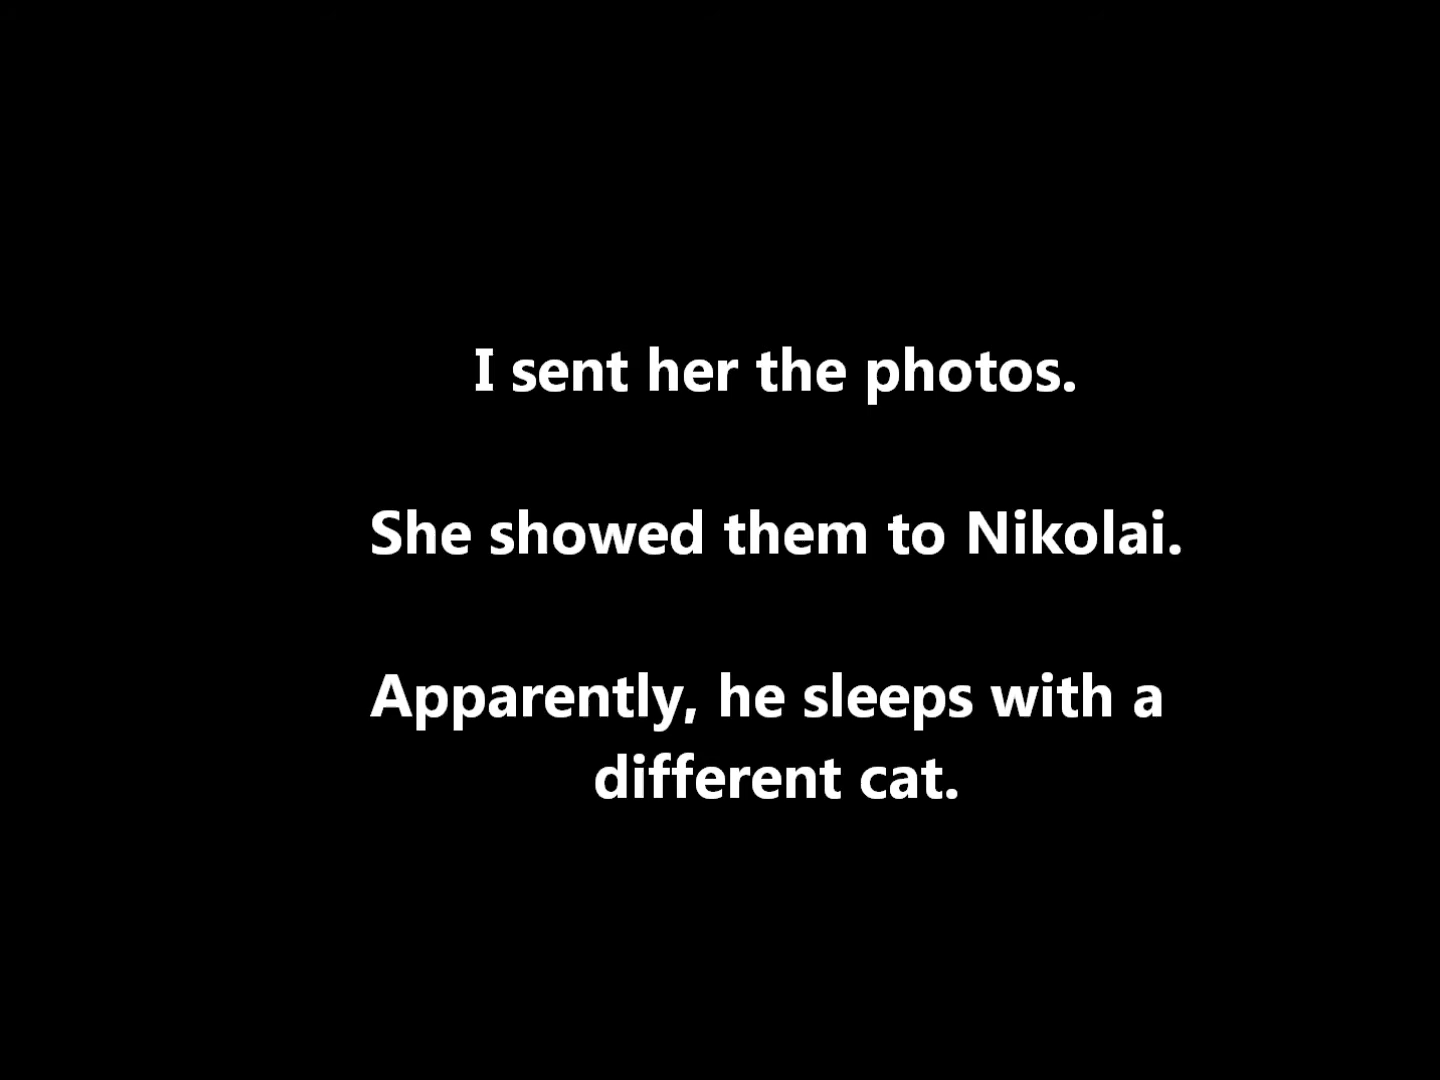 I sent her the photos.
She showed them to Nikolai.
Apparently, he sleeps with a
different cat.